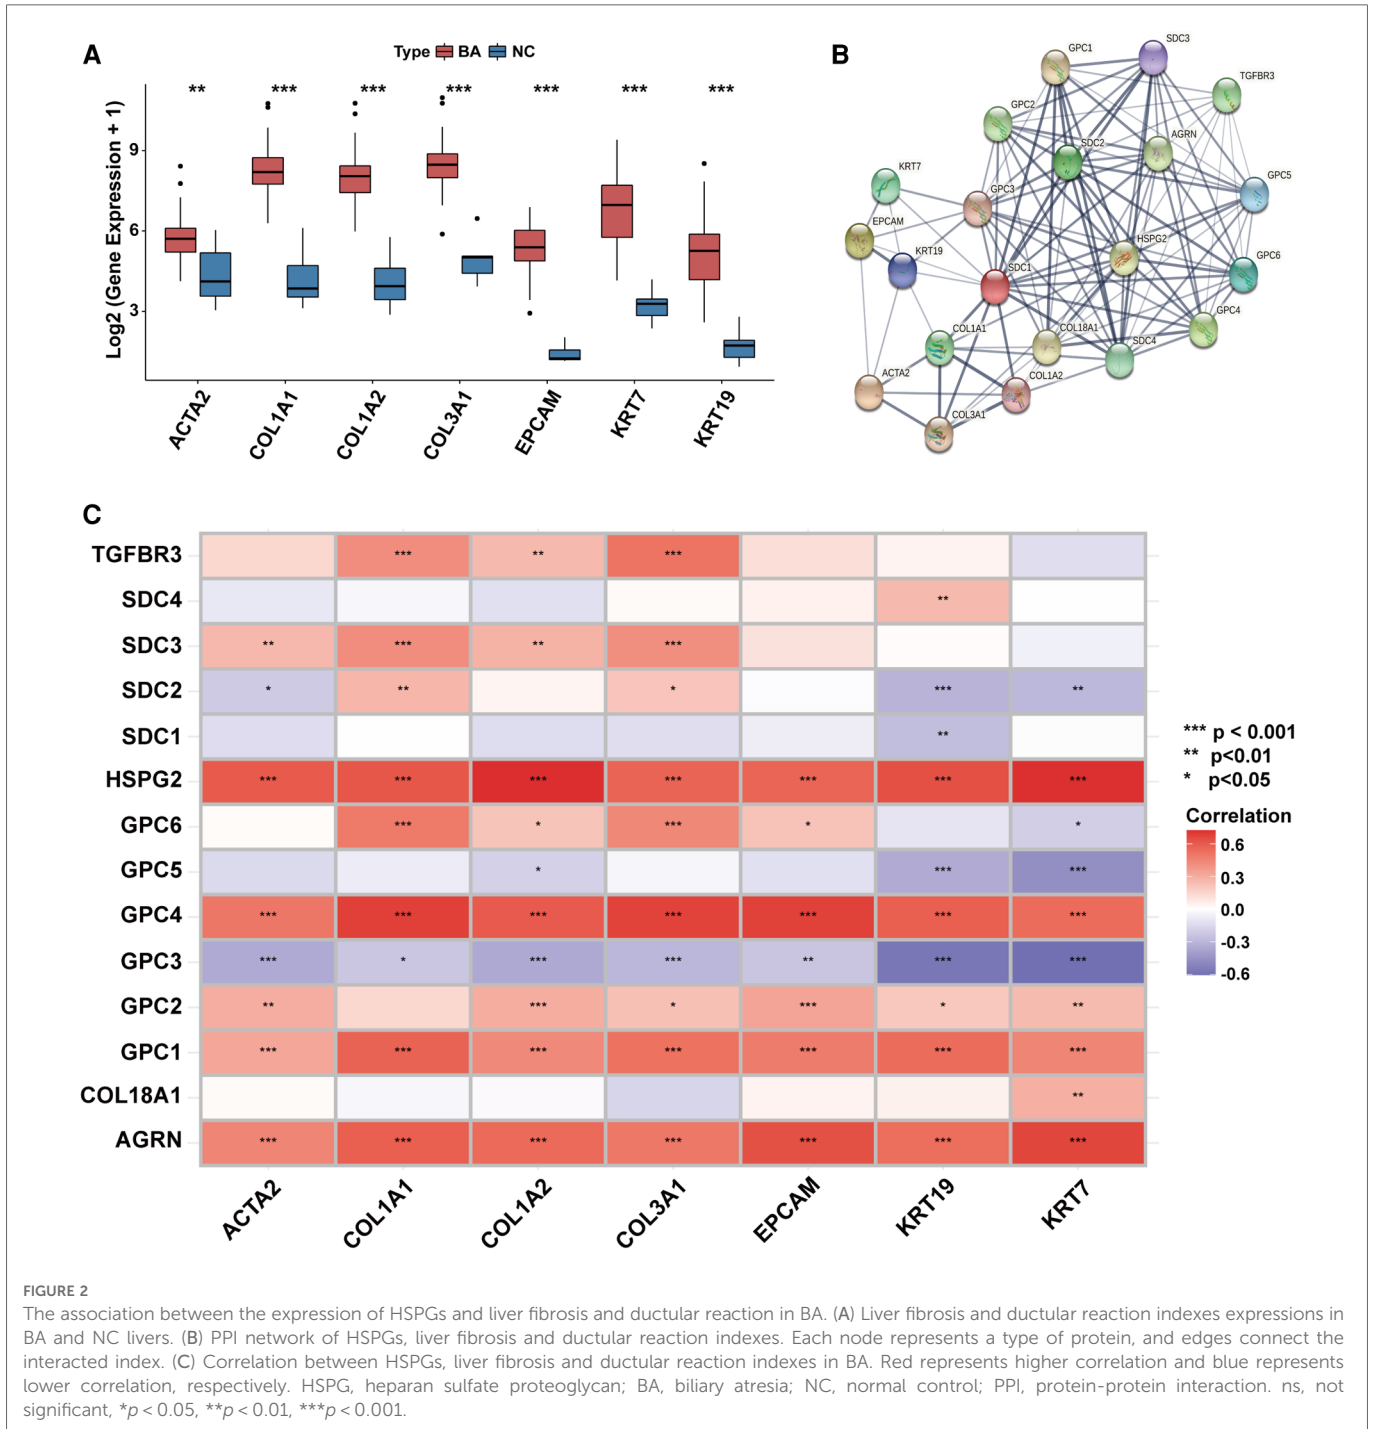 A
Type BA NC
** *** *** *** *** *** ***
Log2 (Gene Expression + 1)
9
6
3
ACTA2 COL1A1 COL1A2 COL3A1 EPCAM KRT7 KRT19
B
SDC3
GPC1
TGFBR3
GPC2
AGRN
SDC2
KRT7
GPC5
GPC3
EPCAM
HSPG2
KRT19
GPC6
SDC1
GPC4
COL1A1
COL18A1
SDC4
ACTA2
COL1A2
COL3A1
C
TGFBR3 *** ** ***
SDC4 **
SDC3 ** *** ** ***
SDC2 * ** * *** **
SDC1 **
HSPG2 *** *** *** *** *** *** ***
GPC6 *** * *** * *
GPC5 * *** ***
GPC4 *** *** *** *** *** *** ***
GPC3 *** * *** *** ** *** ***
GPC2 ** *** * *** * **
GPC1 *** *** *** *** *** *** ***
COL18A1 **
AGRN *** *** *** *** *** *** ***
ACTA2 COL1A1 COL1A2 COL3A1 EPCAM KRT19 KRT7
*** p < 0.001
** p<0.01
* p<0.05
Correlation
0.6
0.3
0.0
-0.3
-0.6
FIGURE 2
The association between the expression of HSPGs and liver fibrosis and ductular reaction in BA. (A) Liver fibrosis and ductular reaction indexes expressions in
BA and NC livers. (B) PPI network of HSPGs, liver fibrosis and ductular reaction indexes. Each node represents a type of protein, and edges connect the
interacted index. (C) Correlation between HSPGs, liver fibrosis and ductular reaction indexes in BA. Red represents higher correlation and blue represents
lower correlation, respectively. HSPG, heparan sulfate proteoglycan; BA, biliary atresia; NC, normal control; PPI, protein-protein interaction. ns, not
significant, *p < 0.05, **p < 0.01, ***p < 0.001.